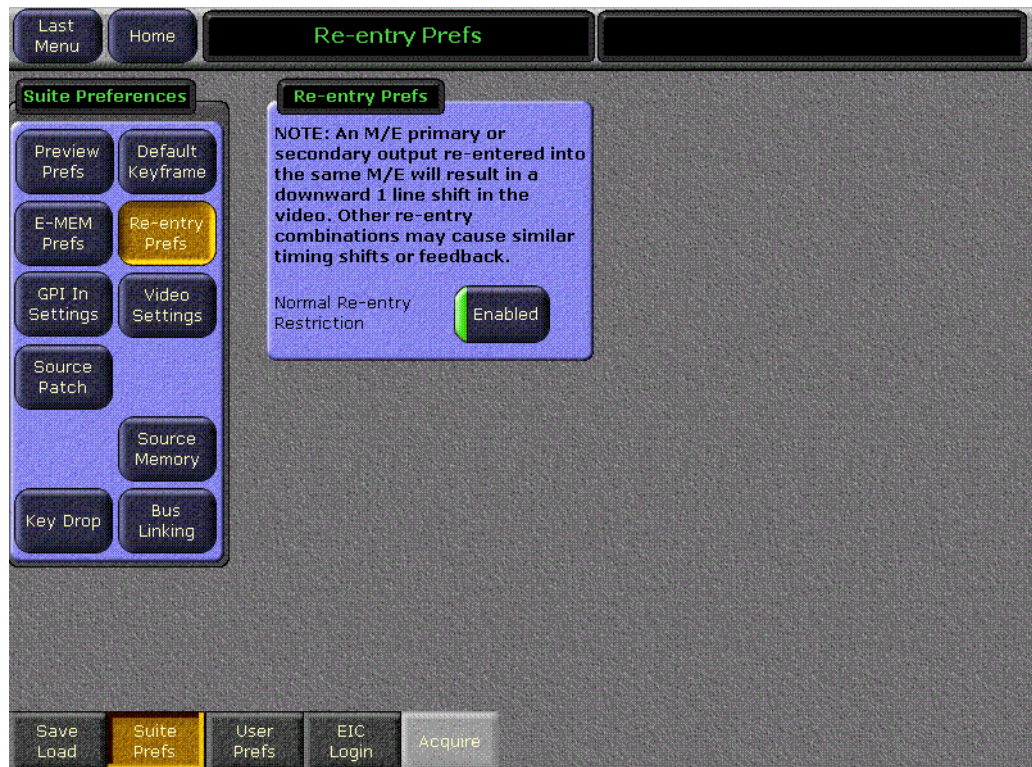 Last
Menu
Home
Re-entry Prefs
Suite Preferences
Preview
Prefs
Default
Keyframe
E-MEM
Prefs
Re-entry
Prefs
GPI In
Settings
Video
Settings
Source
Patch
Source
Memory
Key Drop
Bus
Linking
Re-entry Prefs
NOTE: An M/E primary or
secondary output re-entered into
the same M/E will result in a
downward 1 line shift in the
video. Other re-entry
combinations may cause similar
timing shifts or feedback.
Normal Re-entry
Restriction
Enabled
Save
Load
Suite
Prefs
User
Prefs
EIC
Login
Acquire